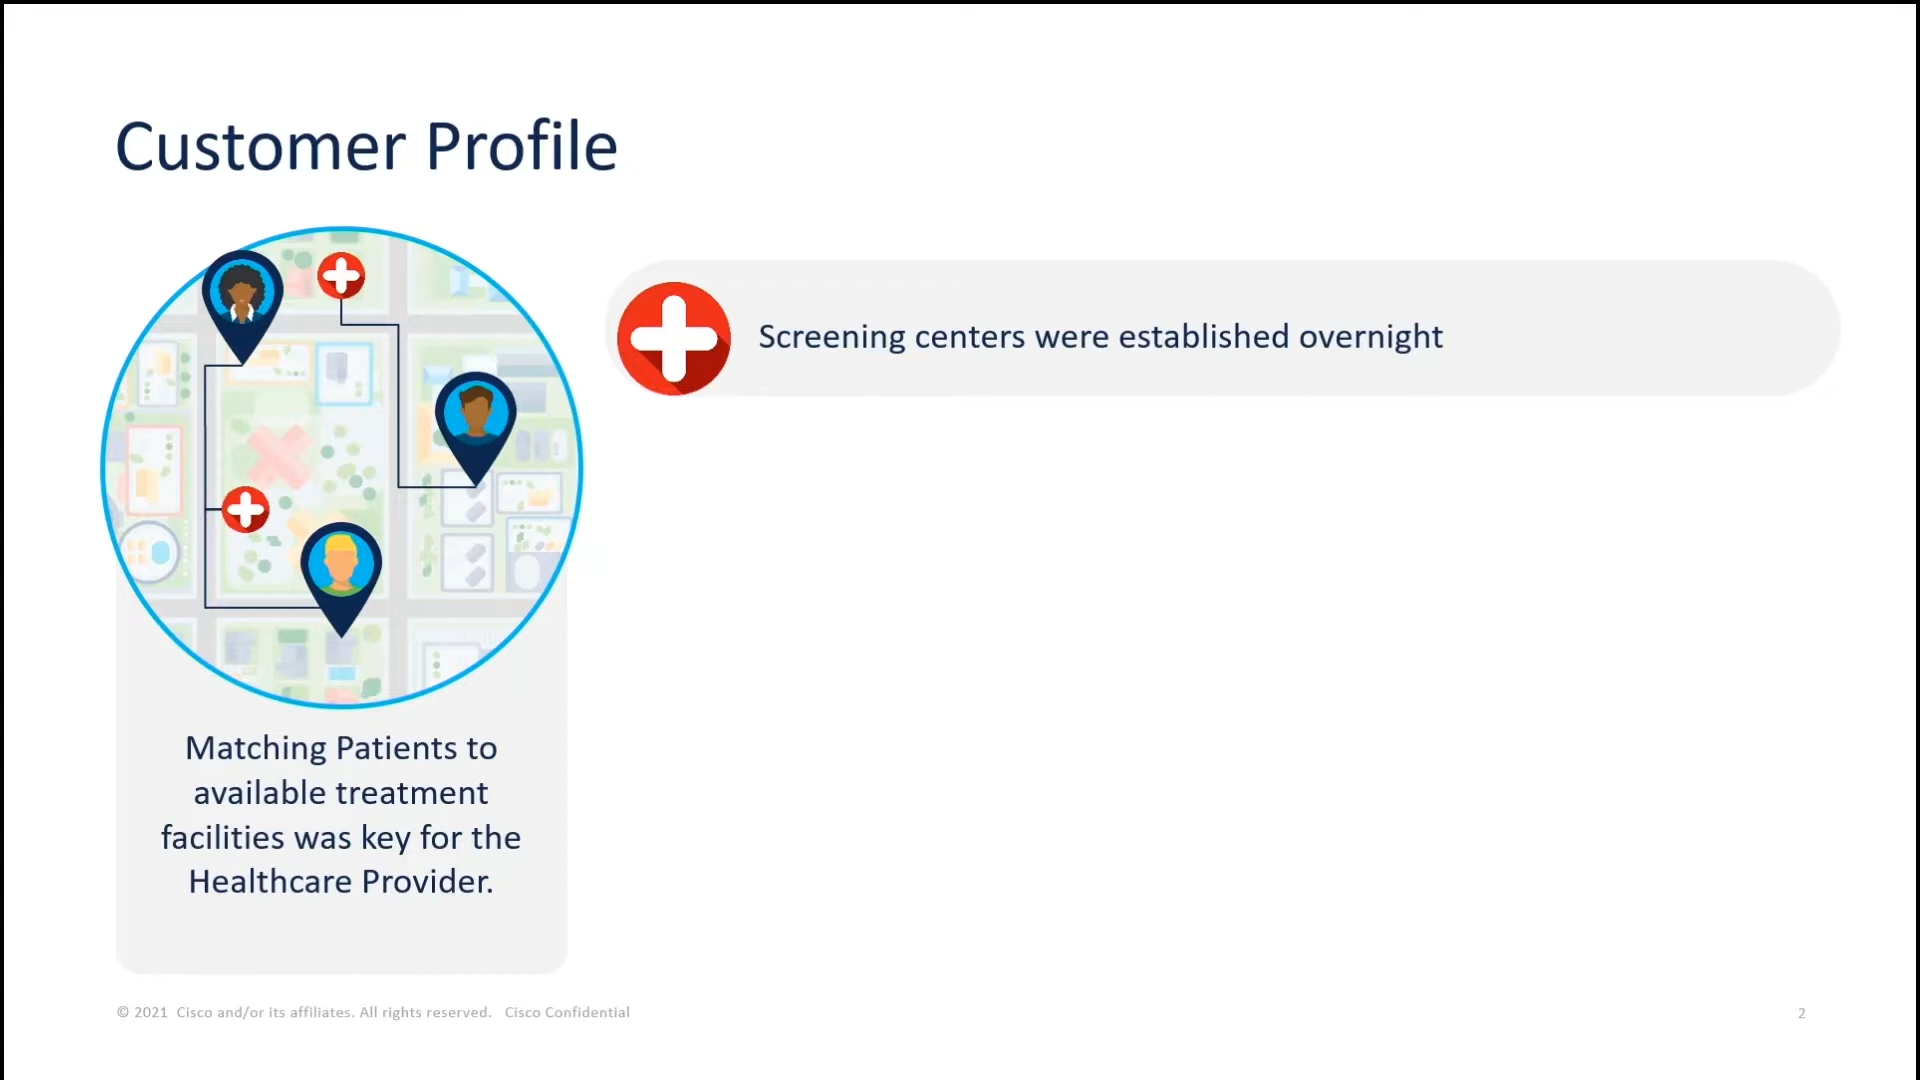 Customer Profile
Screening centers were established overnight
Matching Patients to
available treatment
facilities was key for the
Healthcare Provider.
© 2021 Cisco and/or its affiliates. All rights reserved. Cisco Confidential
2